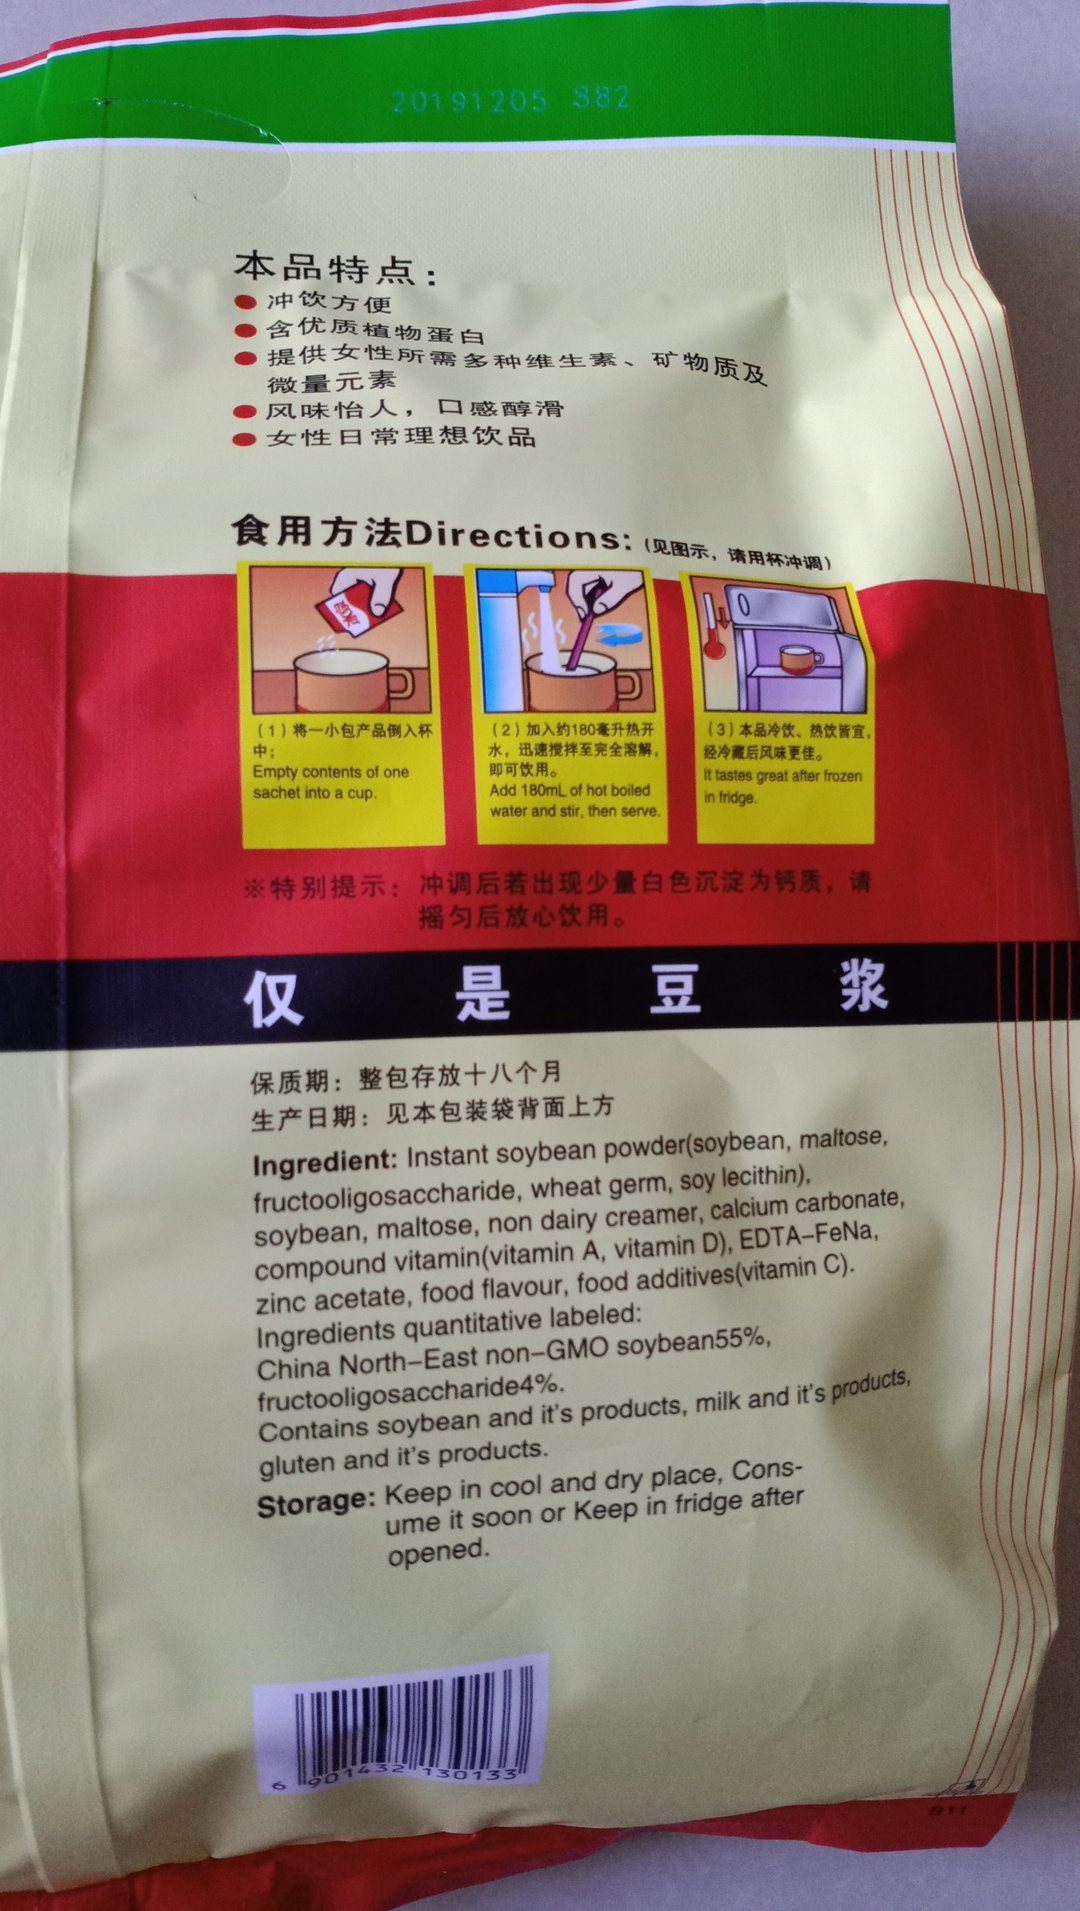 20191205 882
本品特点:
● 冲饮方便
● 含优质植物蛋白
● 提供女性所需多种维生素、矿物质及
微量元素
● 风味怡人，口感醇滑
● 女性日常理想饮品
食用方法Directions: (见图示，请用杯冲调)
(1)将一小包产品倒入杯
中；
Empty contents of one
sachet into a cup.
(2)加入约180毫升热开
水，迅速搅拌至完全溶解，
即可饮用。
Add 180mL of hot boiled
water and stir, then serve.
(3)本品冷饮、热饮皆宜，
经冷藏后风味更佳。
It tastes great after frozen
in fridge.
※特别提示：冲调后若出现少量白色沉淀为钙质，请
摇匀后放心饮用。
仅是豆浆
保质期：整包存放十八个月
生产日期：见本包装袋背面上方
Ingredient: Instant soybean powder(soybean, maltose,
fructooligosaccharide, wheat germ, soy lecithin),
soybean, maltose, non dairy creamer, calcium carbonate,
compound vitamin(vitamin A, vitamin D), EDTA-FeNa,
zinc acetate, food flavour, food additives(vitamin C).
Ingredients quantitative labeled:
China North-East non-GMO soybean55%,
fructooligosaccharide4%.
Contains soybean and it's products, milk and it's products,
gluten and it's products.
Storage: Keep in cool and dry place, Cons-
ume it soon or Keep in fridge after
opened.
6 901432 130133
B11